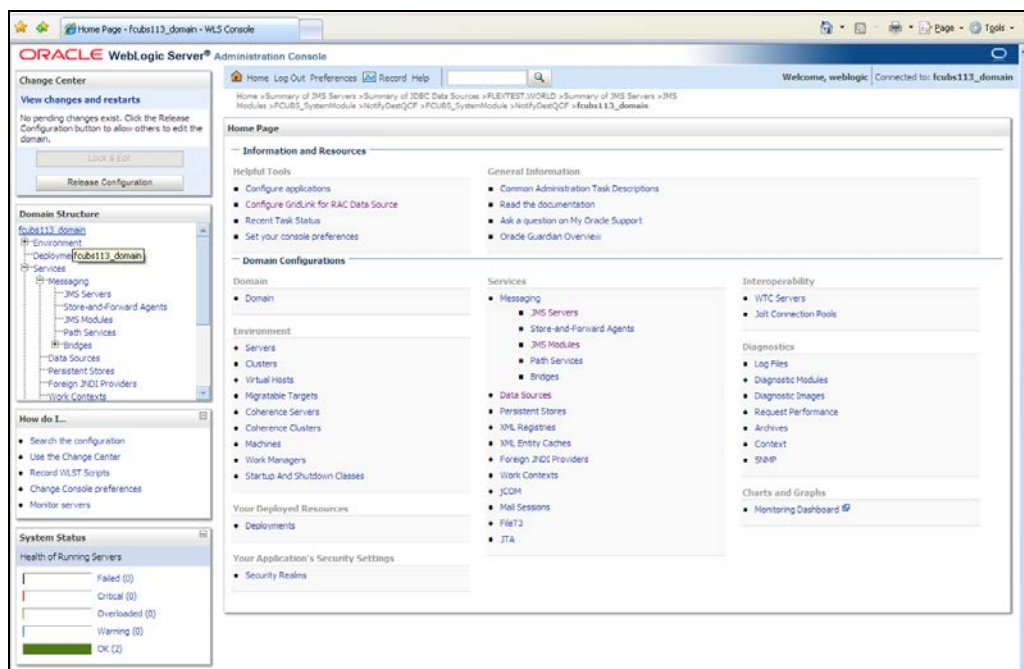 Home Page - fcubs113_domain - WLS Console
Page
Tools
ORACLE WebLogic Server® Administration Console
Change Center
View changes and restarts
No pending changes exist. Click the Release
Configuration button to allow others to edit the
domain.
Lock & Edit
Release Configuration
Domain Structure
fcubs113_domain
Environment
Deployme
fcubs113_domain
Services
Messaging
JMS Servers
Store-and-Forward Agents
JMS Modules
Path Services
Bridges
Data Sources
Persistent Stores
Foreign JNDI Providers
Work Contexts
How do I...
Search the configuration
Use the Change Center
Record WLST Scripts
Change Console preferences
Monitor servers
System Status
Health of Running Servers
Failed (0)
Critical (0)
Overloaded (0)
Warning (0)
OK (2)
Home Log Out Preferences Record Help
Welcome, weblogic Connected to: fcubs113_domain
Home >Summary of JMS Servers >Summary of JDBC Data Sources >FLEXTEST.WORLD >Summary of JMS Servers >JMS
Modules >FCUBS_SystemModule >NotifyDestQCF >FCUBS_SystemModule >NotifyDestQCF >fcubs113_domain
Home Page
Information and Resources
Helpful Tools
Configure applications
Configure GridLink for RAC Data Source
Recent Task Status
Set your console preferences
General Information
Common Administration Task Descriptions
Read the documentation
Ask a question on My Oracle Support
Oracle Guardian Overview
Domain Configurations
Domain
Domain
Environment
Servers
Clusters
Virtual Hosts
Migratable Targets
Coherence Servers
Coherence Clusters
Machines
Work Managers
Startup And Shutdown Classes
Your Deployed Resources
Deployments
Your Application's Security Settings
Security Realms
Services
Messaging
JMS Servers
Store-and-Forward Agents
JMS Modules
Path Services
Bridges
Data Sources
Persistent Stores
XML Registries
XML Entity Caches
Foreign JNDI Providers
Work Contexts
jCOM
Mail Sessions
FileT3
JTA
Interoperability
WTC Servers
Jolt Connection Pools
Diagnostics
Log Files
Diagnostic Modules
Diagnostic Images
Request Performance
Archives
Context
SNMP
Charts and Graphs
Monitoring Dashboard